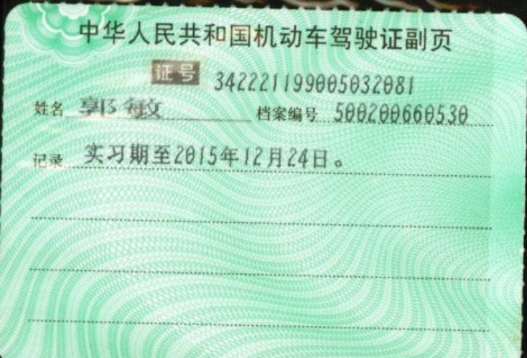 中华人民共和国机动车驾驶证副页
证号 342221199005032081
姓名 郭敏 档案编号 500200660530
记录 实习期至2015年12月24日。